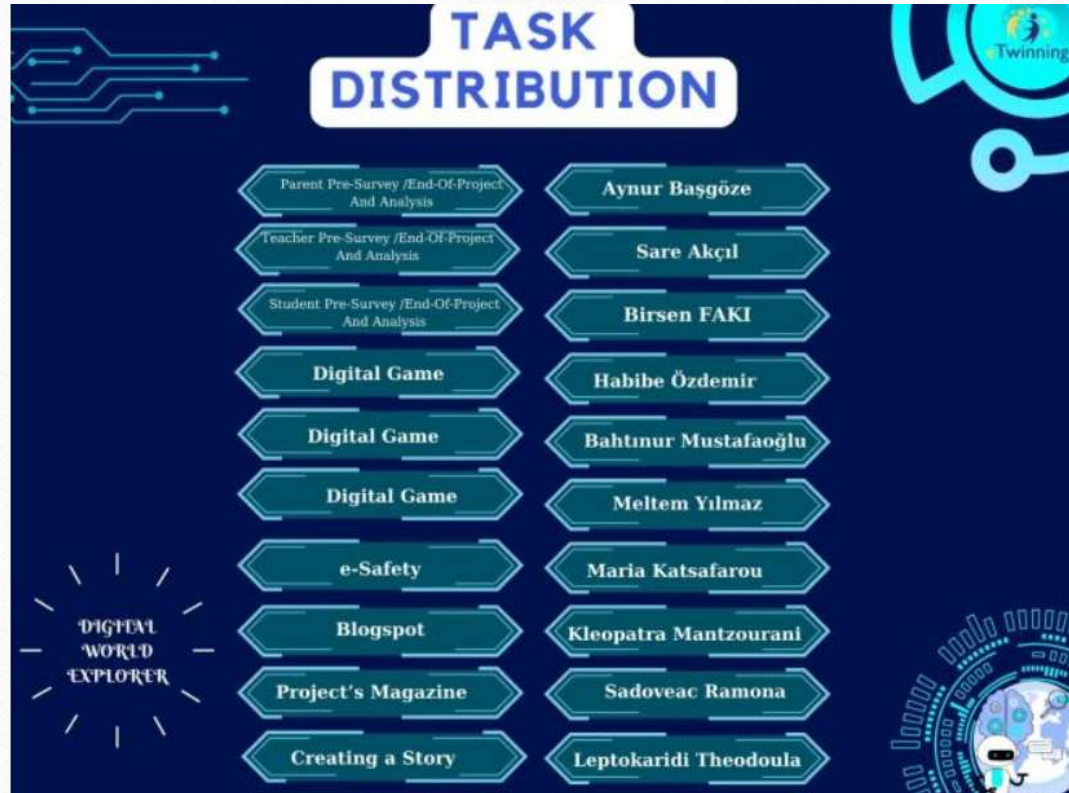 TASK
DISTRIBUTION
eTwinning
Parent Pre-Survey /End-Of-Project
And Analysis
Aynur Başgöze
Teacher Pre-Survey /End-Of-Project
And Analysis
Sare Akçıl
Student Pre-Survey /End-Of-Project
And Analysis
Birsen FAKI
Digital Game
Habibe Özdemir
Digital Game
Bahtınur Mustafaoğlu
Digital Game
Meltem Yılmaz
e-Safety
Maria Katsafarou
Blogspot
Kleopatra Mantzourani
Project's Magazine
Sadoveac Ramona
Creating a Story
Leptokaridi Theodoula
DIGITAL
WORLD
EXPLORER